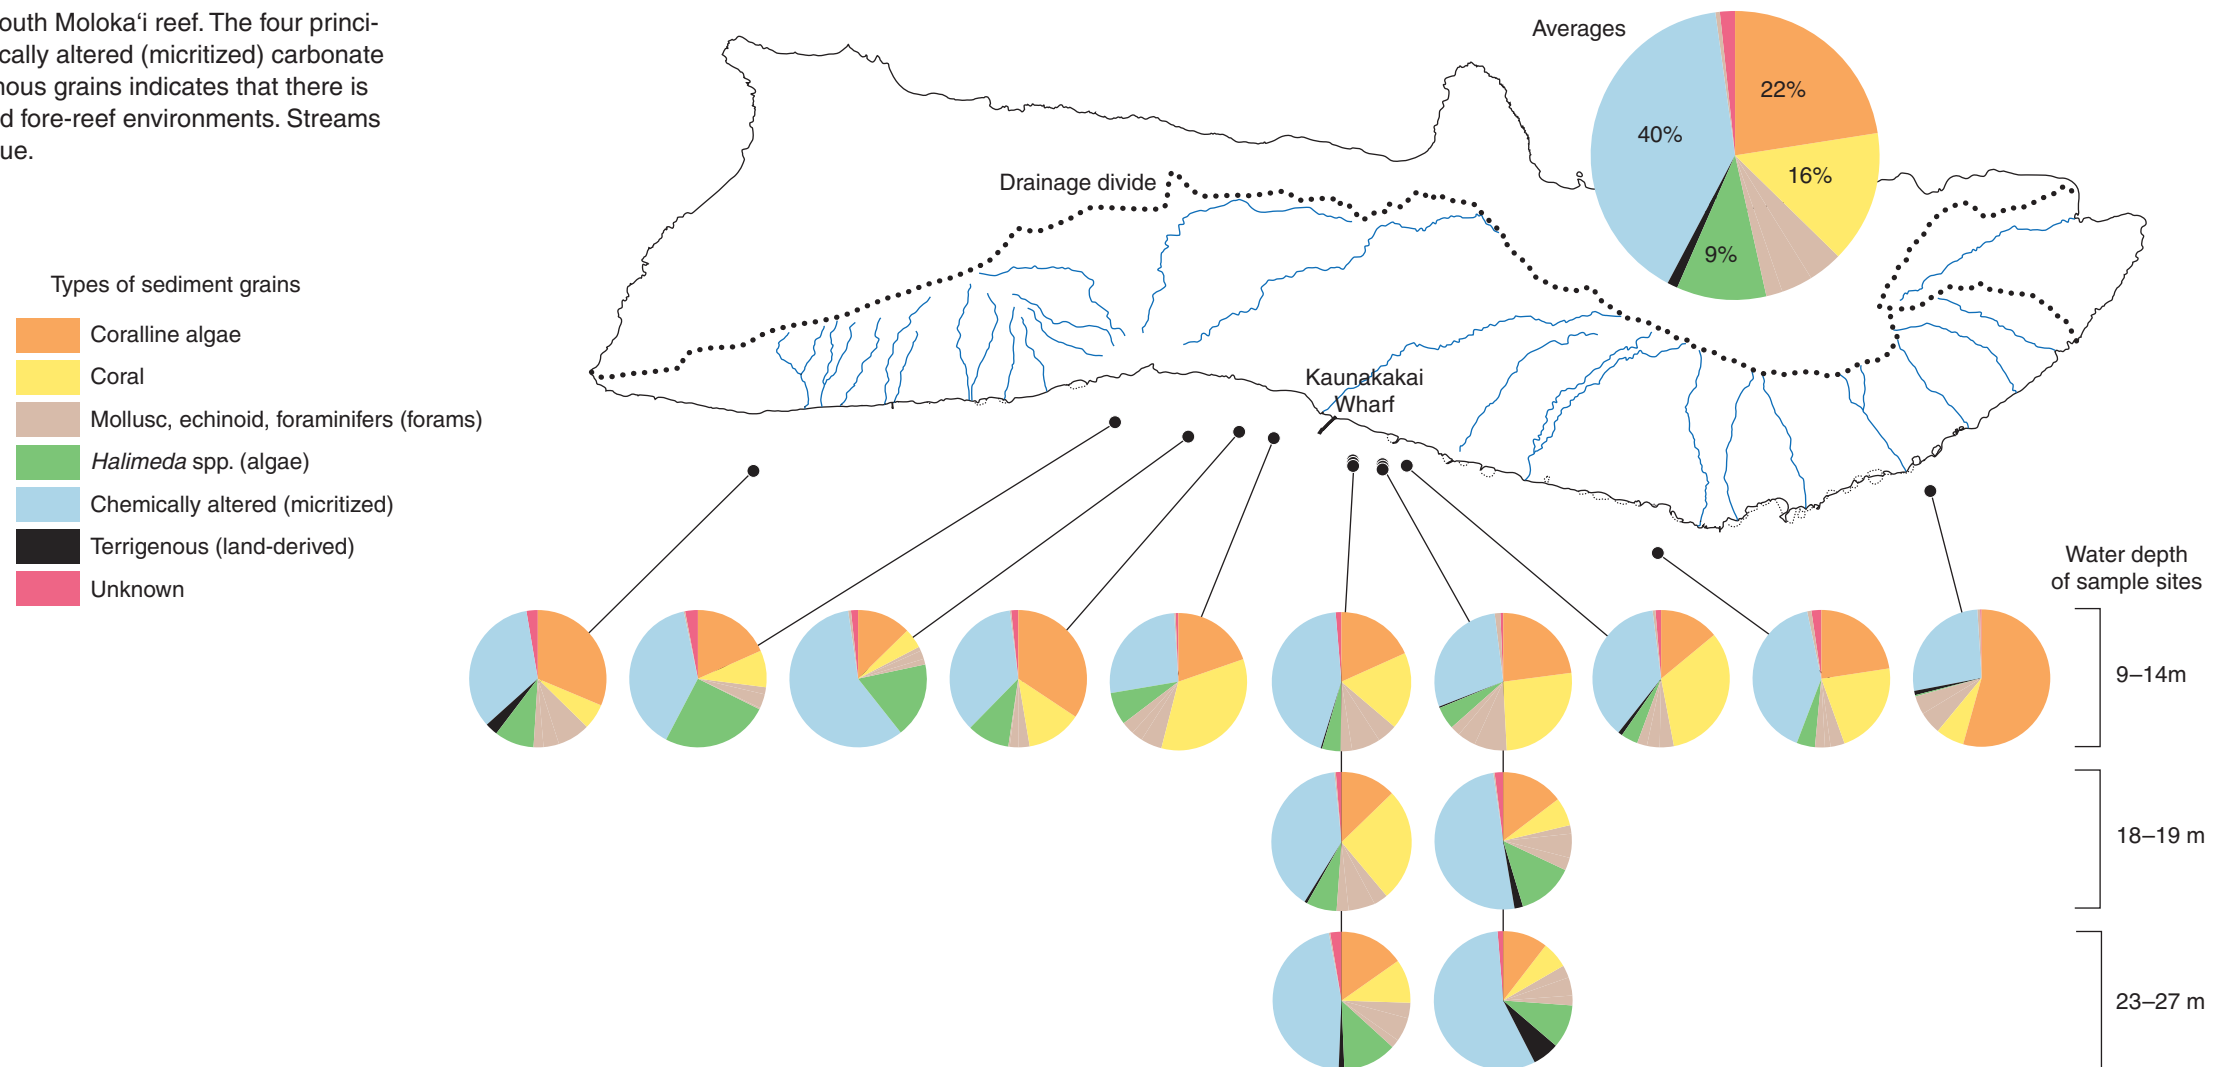 outh Molokaʻi reef. The four princi-
cally altered (micritized) carbonate
nous grains indicates that there is
d fore-reef environments. Streams
ue.
Averages
22%
40%
16%
9%
Drainage divide
Kaunakakai
Wharf
Types of sediment grains
Coralline algae
Coral
Mollusc, echinoid, foraminifers (forams)
Halimeda spp. (algae)
Chemically altered (micritized)
Terrigenous (land-derived)
Unknown
Water depth
of sample sites
9–14m
18–19 m
23–27 m